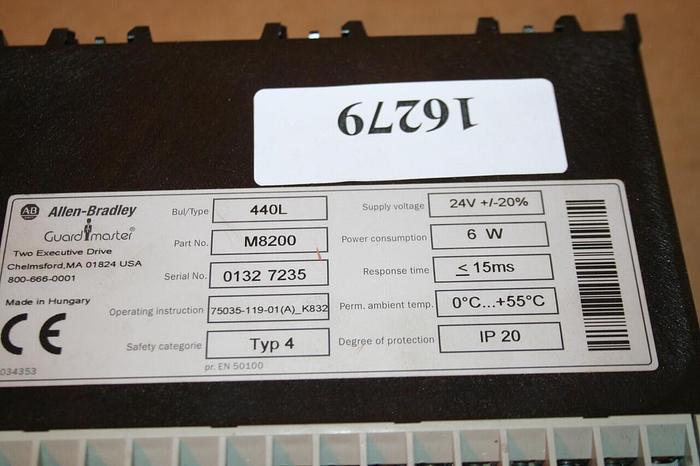 16279
AB Allen-Bradley
Guardmaster®
Two Executive Drive
Chelmsford,MA 01824 USA
800-666-0001
Made in Hungary
CE
034353
Bul/Type 440L
Part No. M8200
Serial No. 0132 7235
Operating instruction 75035-119-01(A)_K832
Safety categorie Typ 4
pr. EN 50100
Supply voltage 24V +/-20%
Power consumption 6 W
Response time ≤ 15ms
Perm. ambient temp. 0°C...+55°C
Degree of protection IP 20